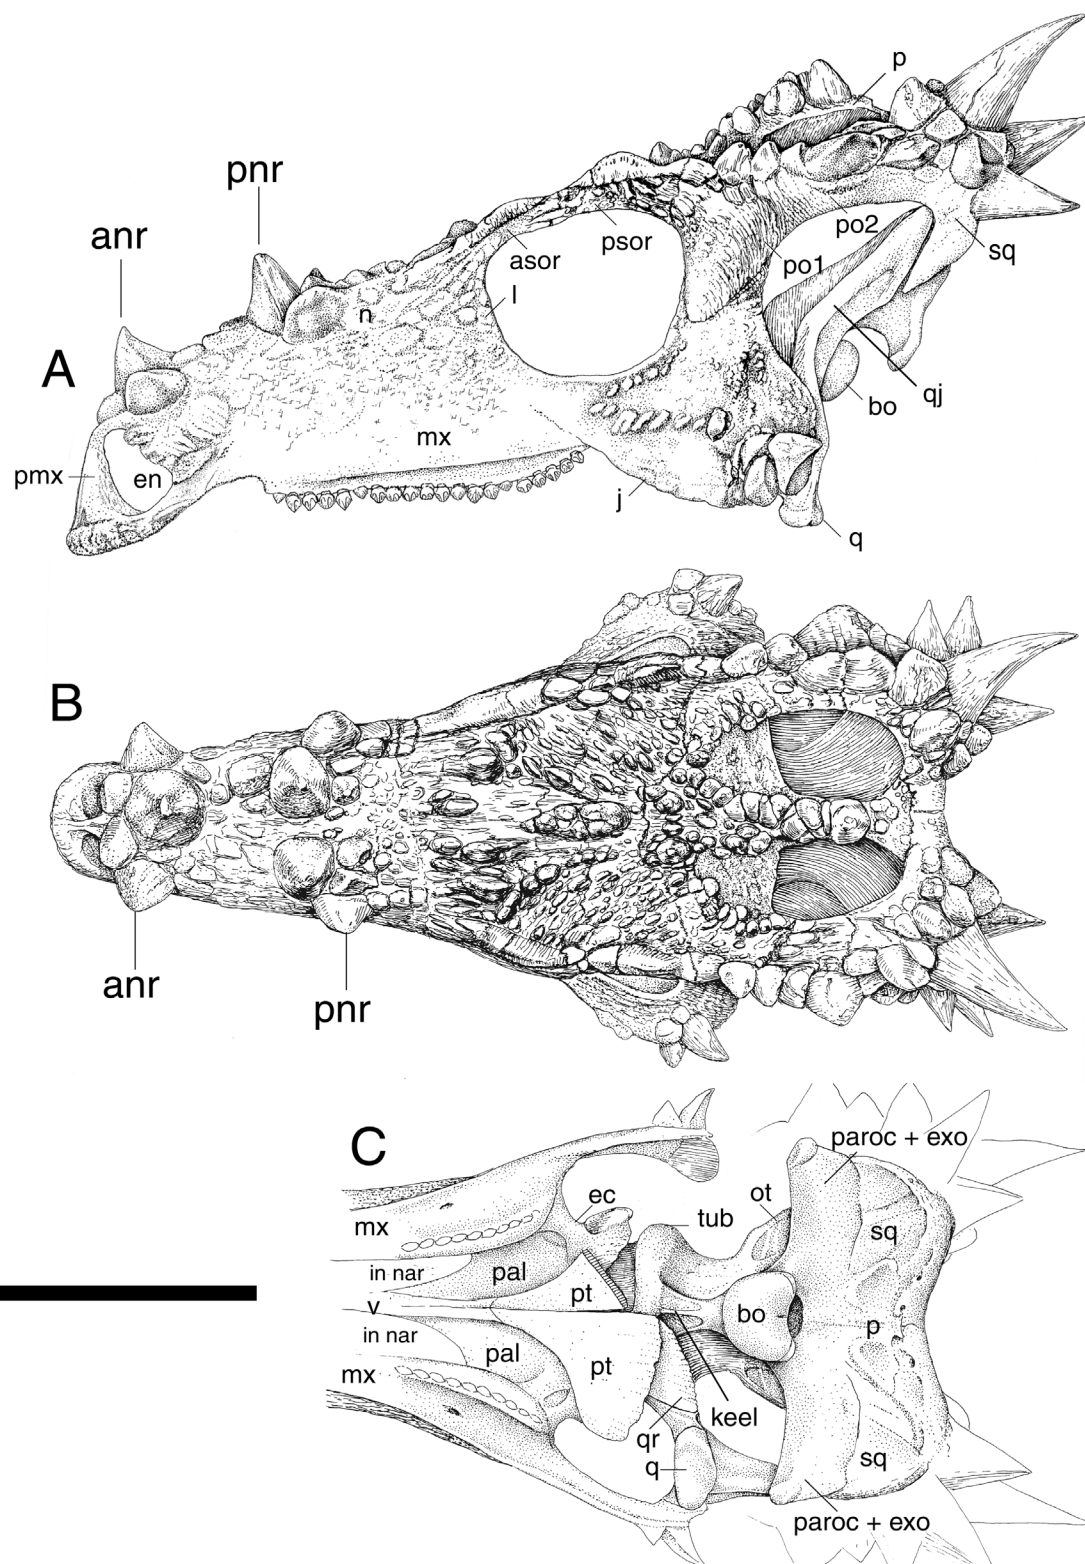 p
pnr
anr
po2
psor
sq
asor
po1
l
n
A
qj
bo
mx
pmx
en
j
q
B
anr
pnr
C
paroc + exo
ot
ec
tub
mx
sq
in nar
pal
pt
v
bo
p
in nar
pal
pt
mx
keel
qr
sq
q
paroc + exo